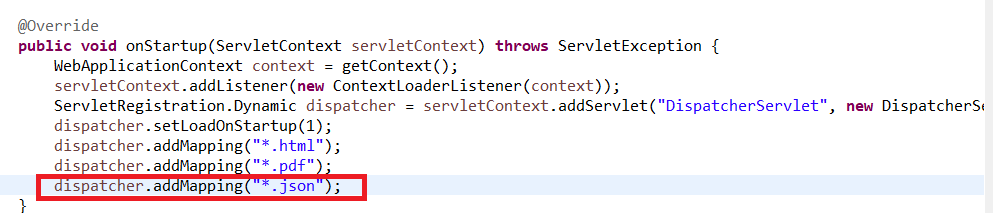 @Override
public void onStartup(ServletContext servletContext) throws ServletException {
WebApplicationContext context = getContext();
servletContext.addListener(new ContextLoaderListener(context));
ServletRegistration.Dynamic dispatcher = servletContext.addServlet("DispatcherServlet", new DispatcherSe
dispatcher.setLoadOnStartup(1);
dispatcher.addMapping("*.html");
dispatcher.addMapping("*.pdf");
dispatcher.addMapping("*.json");
}